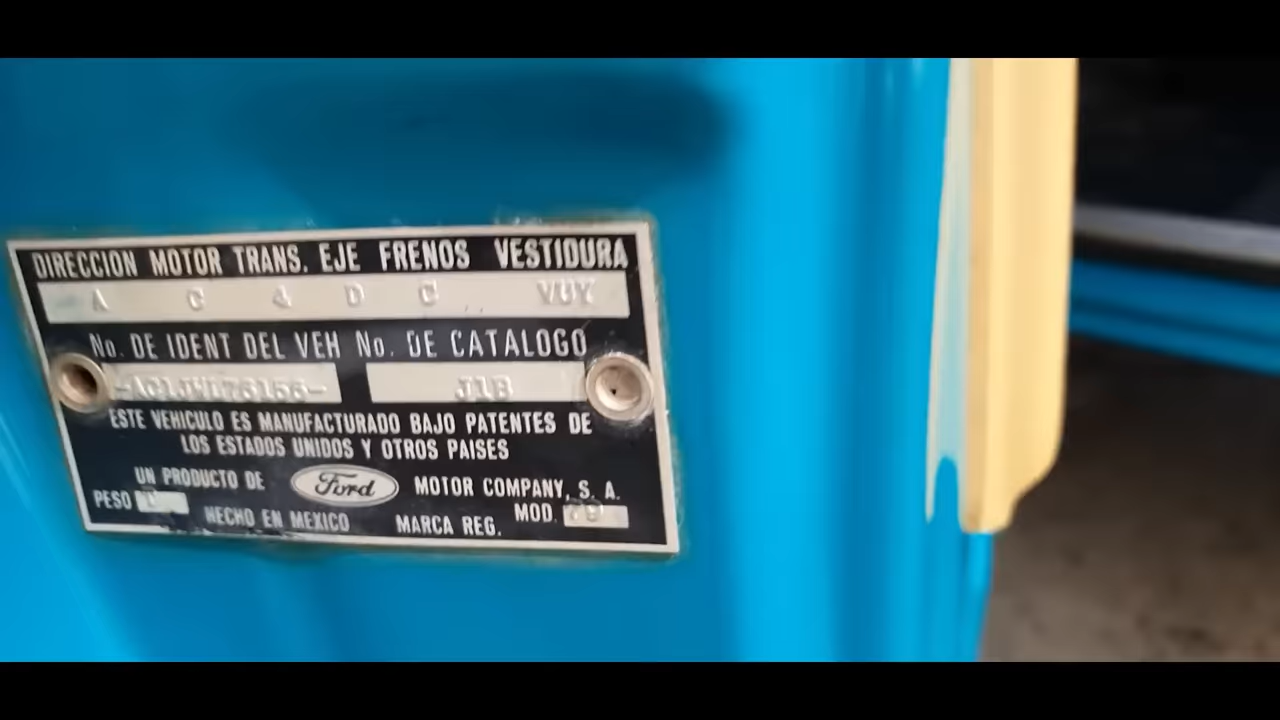 DIRECCION MOTOR TRANS. EJE FRENOS VESTIDURA
A C 4 D C VUY
No. DE IDENT DEL VEH No. DE CATALOGO
J1B
ESTE VEHICULO ES MANUFACTURADO BAJO PATENTES DE
LOS ESTADOS UNIDOS Y OTROS PAISES
UN PRODUCTO DE Ford MOTOR COMPANY, S. A.
PESO MOD.
HECHO EN MEXICO MARCA REG.